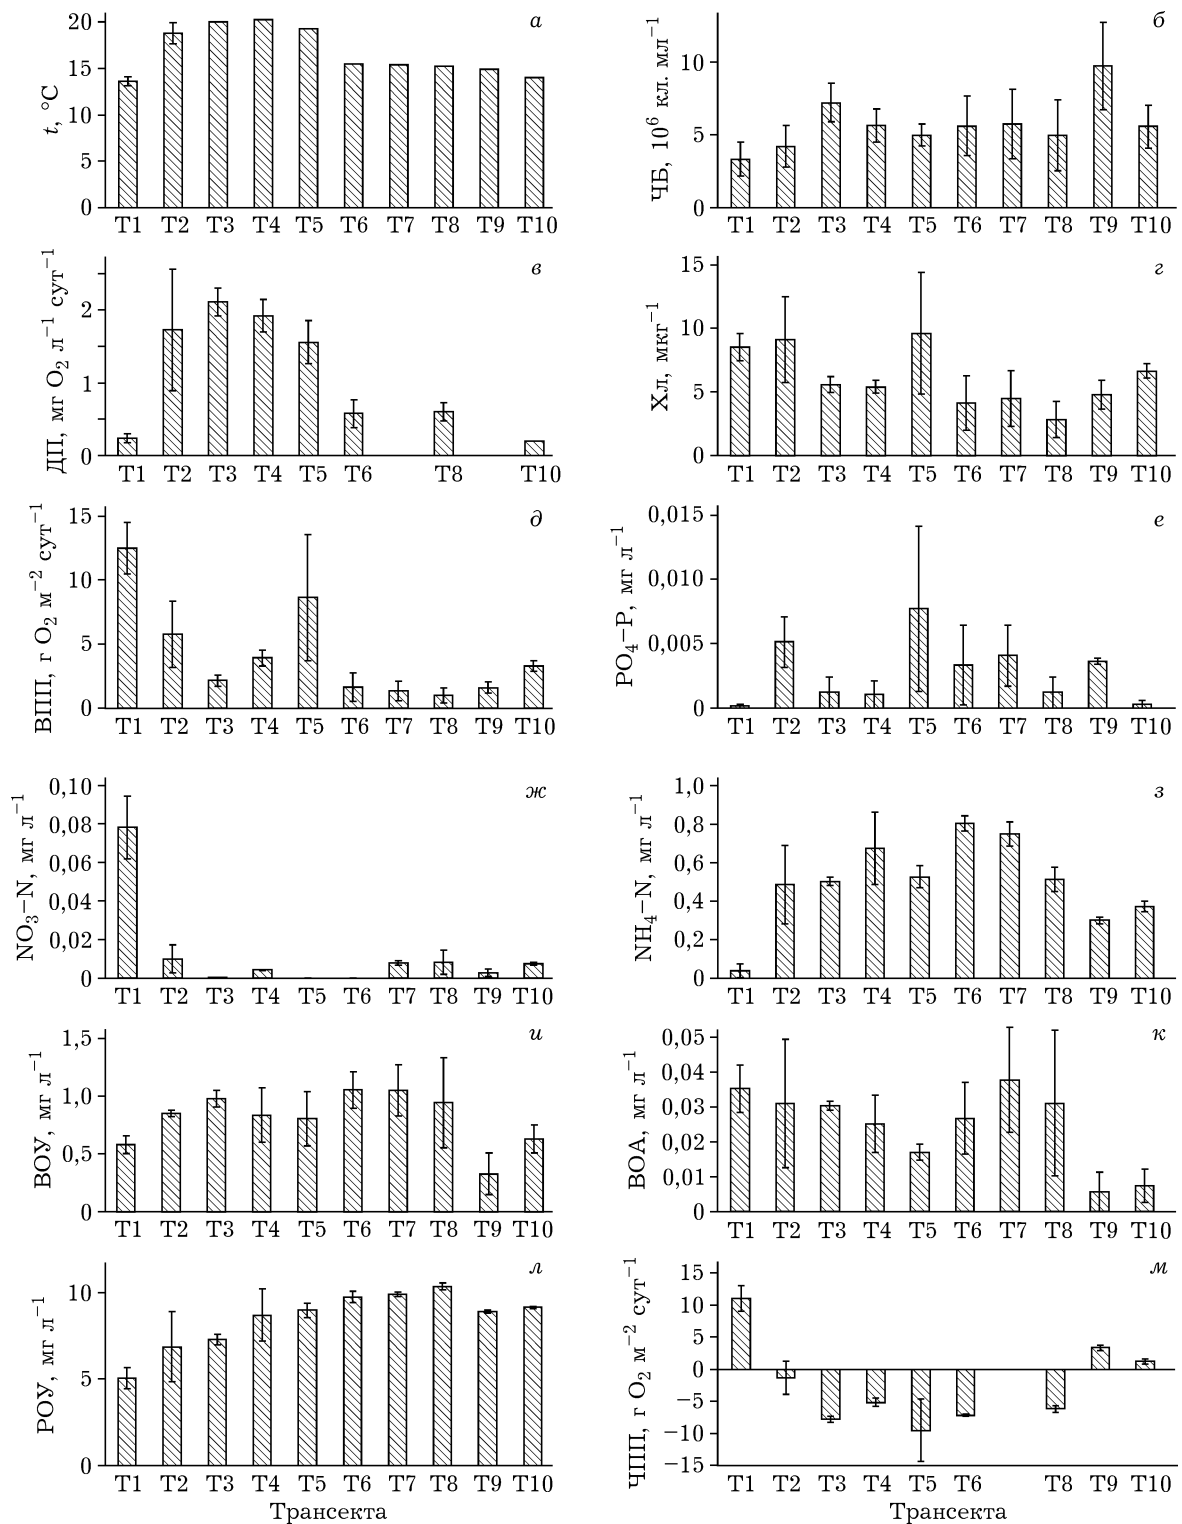 а
t, °C
20
15
10
5
0
T1 T2 T3 T4 T5 T6 T7 T8 T9 T10
б
ЧБ, 10⁶ кл. мл⁻¹
10
5
0
T1 T2 T3 T4 T5 T6 T7 T8 T9 T10
в
ДП, мг O₂ л⁻¹ сут⁻¹
2
1
0
T1 T2 T3 T4 T5 T6 T8 T10
г
Хл, мкг⁻¹
15
10
5
0
T1 T2 T3 T4 T5 T6 T7 T8 T9 T10
д
ВПП, г O₂ м⁻² сут⁻¹
15
10
5
0
T1 T2 T3 T4 T5 T6 T7 T8 T9 T10
е
PO₄–P, мг л⁻¹
0,015
0,010
0,005
0
T1 T2 T3 T4 T5 T6 T7 T8 T9 T10
ж
NO₃–N, мг л⁻¹
0,10
0,08
0,06
0,04
0,02
0
T1 T2 T3 T4 T5 T6 T7 T8 T9 T10
з
NH₄–N, мг л⁻¹
1,0
0,8
0,6
0,4
0,2
0
T1 T2 T3 T4 T5 T6 T7 T8 T9 T10
и
ВОУ, мг л⁻¹
1,5
1,0
0,5
0
T1 T2 T3 T4 T5 T6 T7 T8 T9 T10
к
ВОА, мг л⁻¹
0,05
0,04
0,03
0,02
0,01
0
T1 T2 T3 T4 T5 T6 T7 T8 T9 T10
л
РОУ, мг л⁻¹
10
5
0
T1 T2 T3 T4 T5 T6 T7 T8 T9 T10
Трансекта
м
ЧПП, г O₂ м⁻² сут⁻¹
15
10
5
0
−5
−10
−15
T1 T2 T3 T4 T5 T6 T8 T9 T10
Трансекта